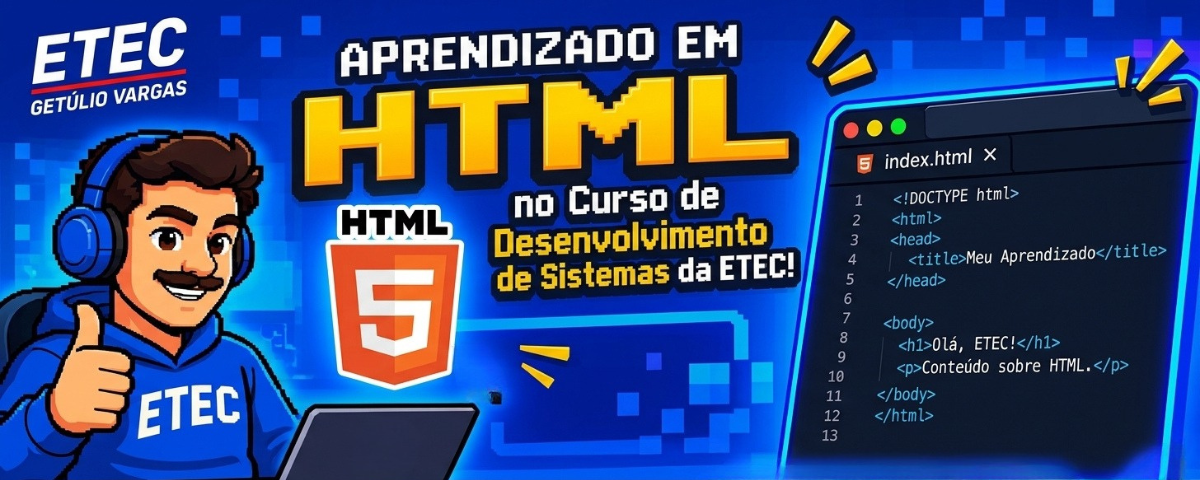 ETEC
GETÚLIO VARGAS
APRENDIZADO EM
HTML
no Curso de
Desenvolvimento
de Sistemas da ETEC!
HTML
5
ETEC
5 index.html ×
1 <!DOCTYPE html>
2 <html>
3 <head>
4 <title>Meu Aprendizado</title>
5 </head>
6
7 <body>
8 <h1>Olá, ETEC!</h1>
9 <p>Conteúdo sobre HTML.</p>
10
11 </body>
12 </html>
13